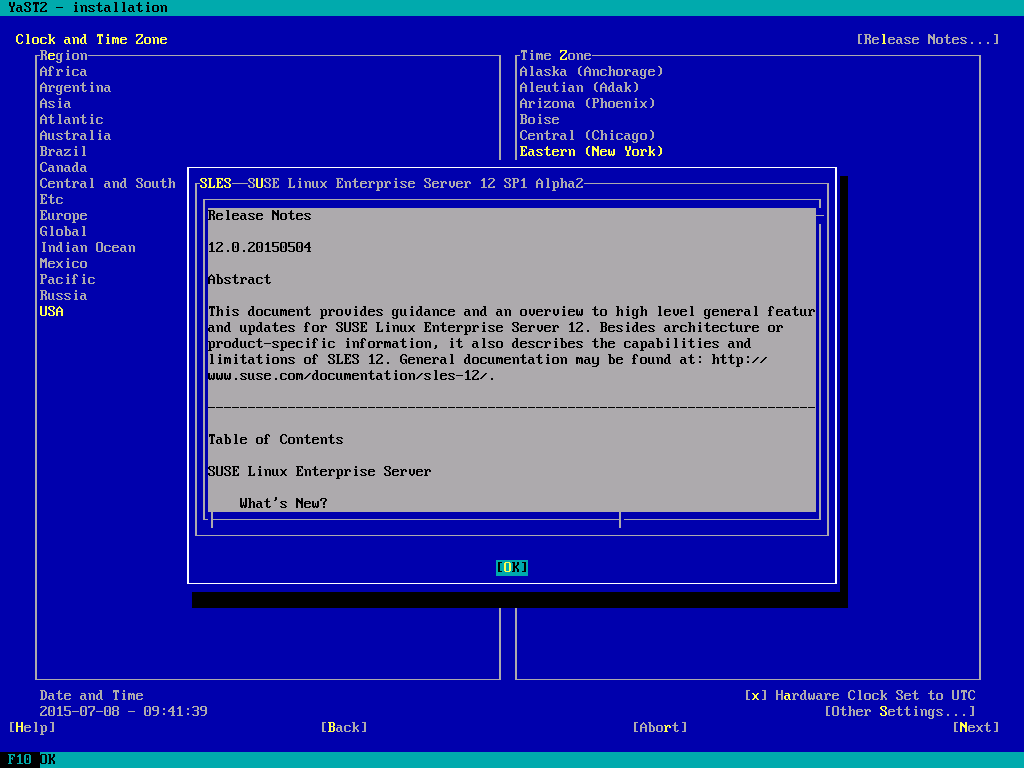 YaST2 - installation
Clock and Time Zone
[Release Notes...]
Region
Africa
Argentina
Asia
Atlantic
Australia
Brazil
Canada
Central and South
Etc
Europe
Global
Indian Ocean
Mexico
Pacific
Russia
USA
Time Zone
Alaska (Anchorage)
Aleutian (Adak)
Arizona (Phoenix)
Boise
Central (Chicago)
Eastern (New York)
SLES—SUSE Linux Enterprise Server 12 SP1 Alpha2
Release Notes
12.0.20150504
Abstract
This document provides guidance and an overview to high level general featur
and updates for SUSE Linux Enterprise Server 12. Besides architecture or
product-specific information, it also describes the capabilities and
limitations of SLES 12. General documentation may be found at: http://
www.suse.com/documentation/sles-12/.
----------------------------------------------------------------------------
Table of Contents
SUSE Linux Enterprise Server
What's New?
[OK]
Date and Time
2015-07-08 - 09:41:39
[x] Hardware Clock Set to UTC
[Other Settings...]
[Help]
[Back]
[Abort]
[Next]
F10 OK